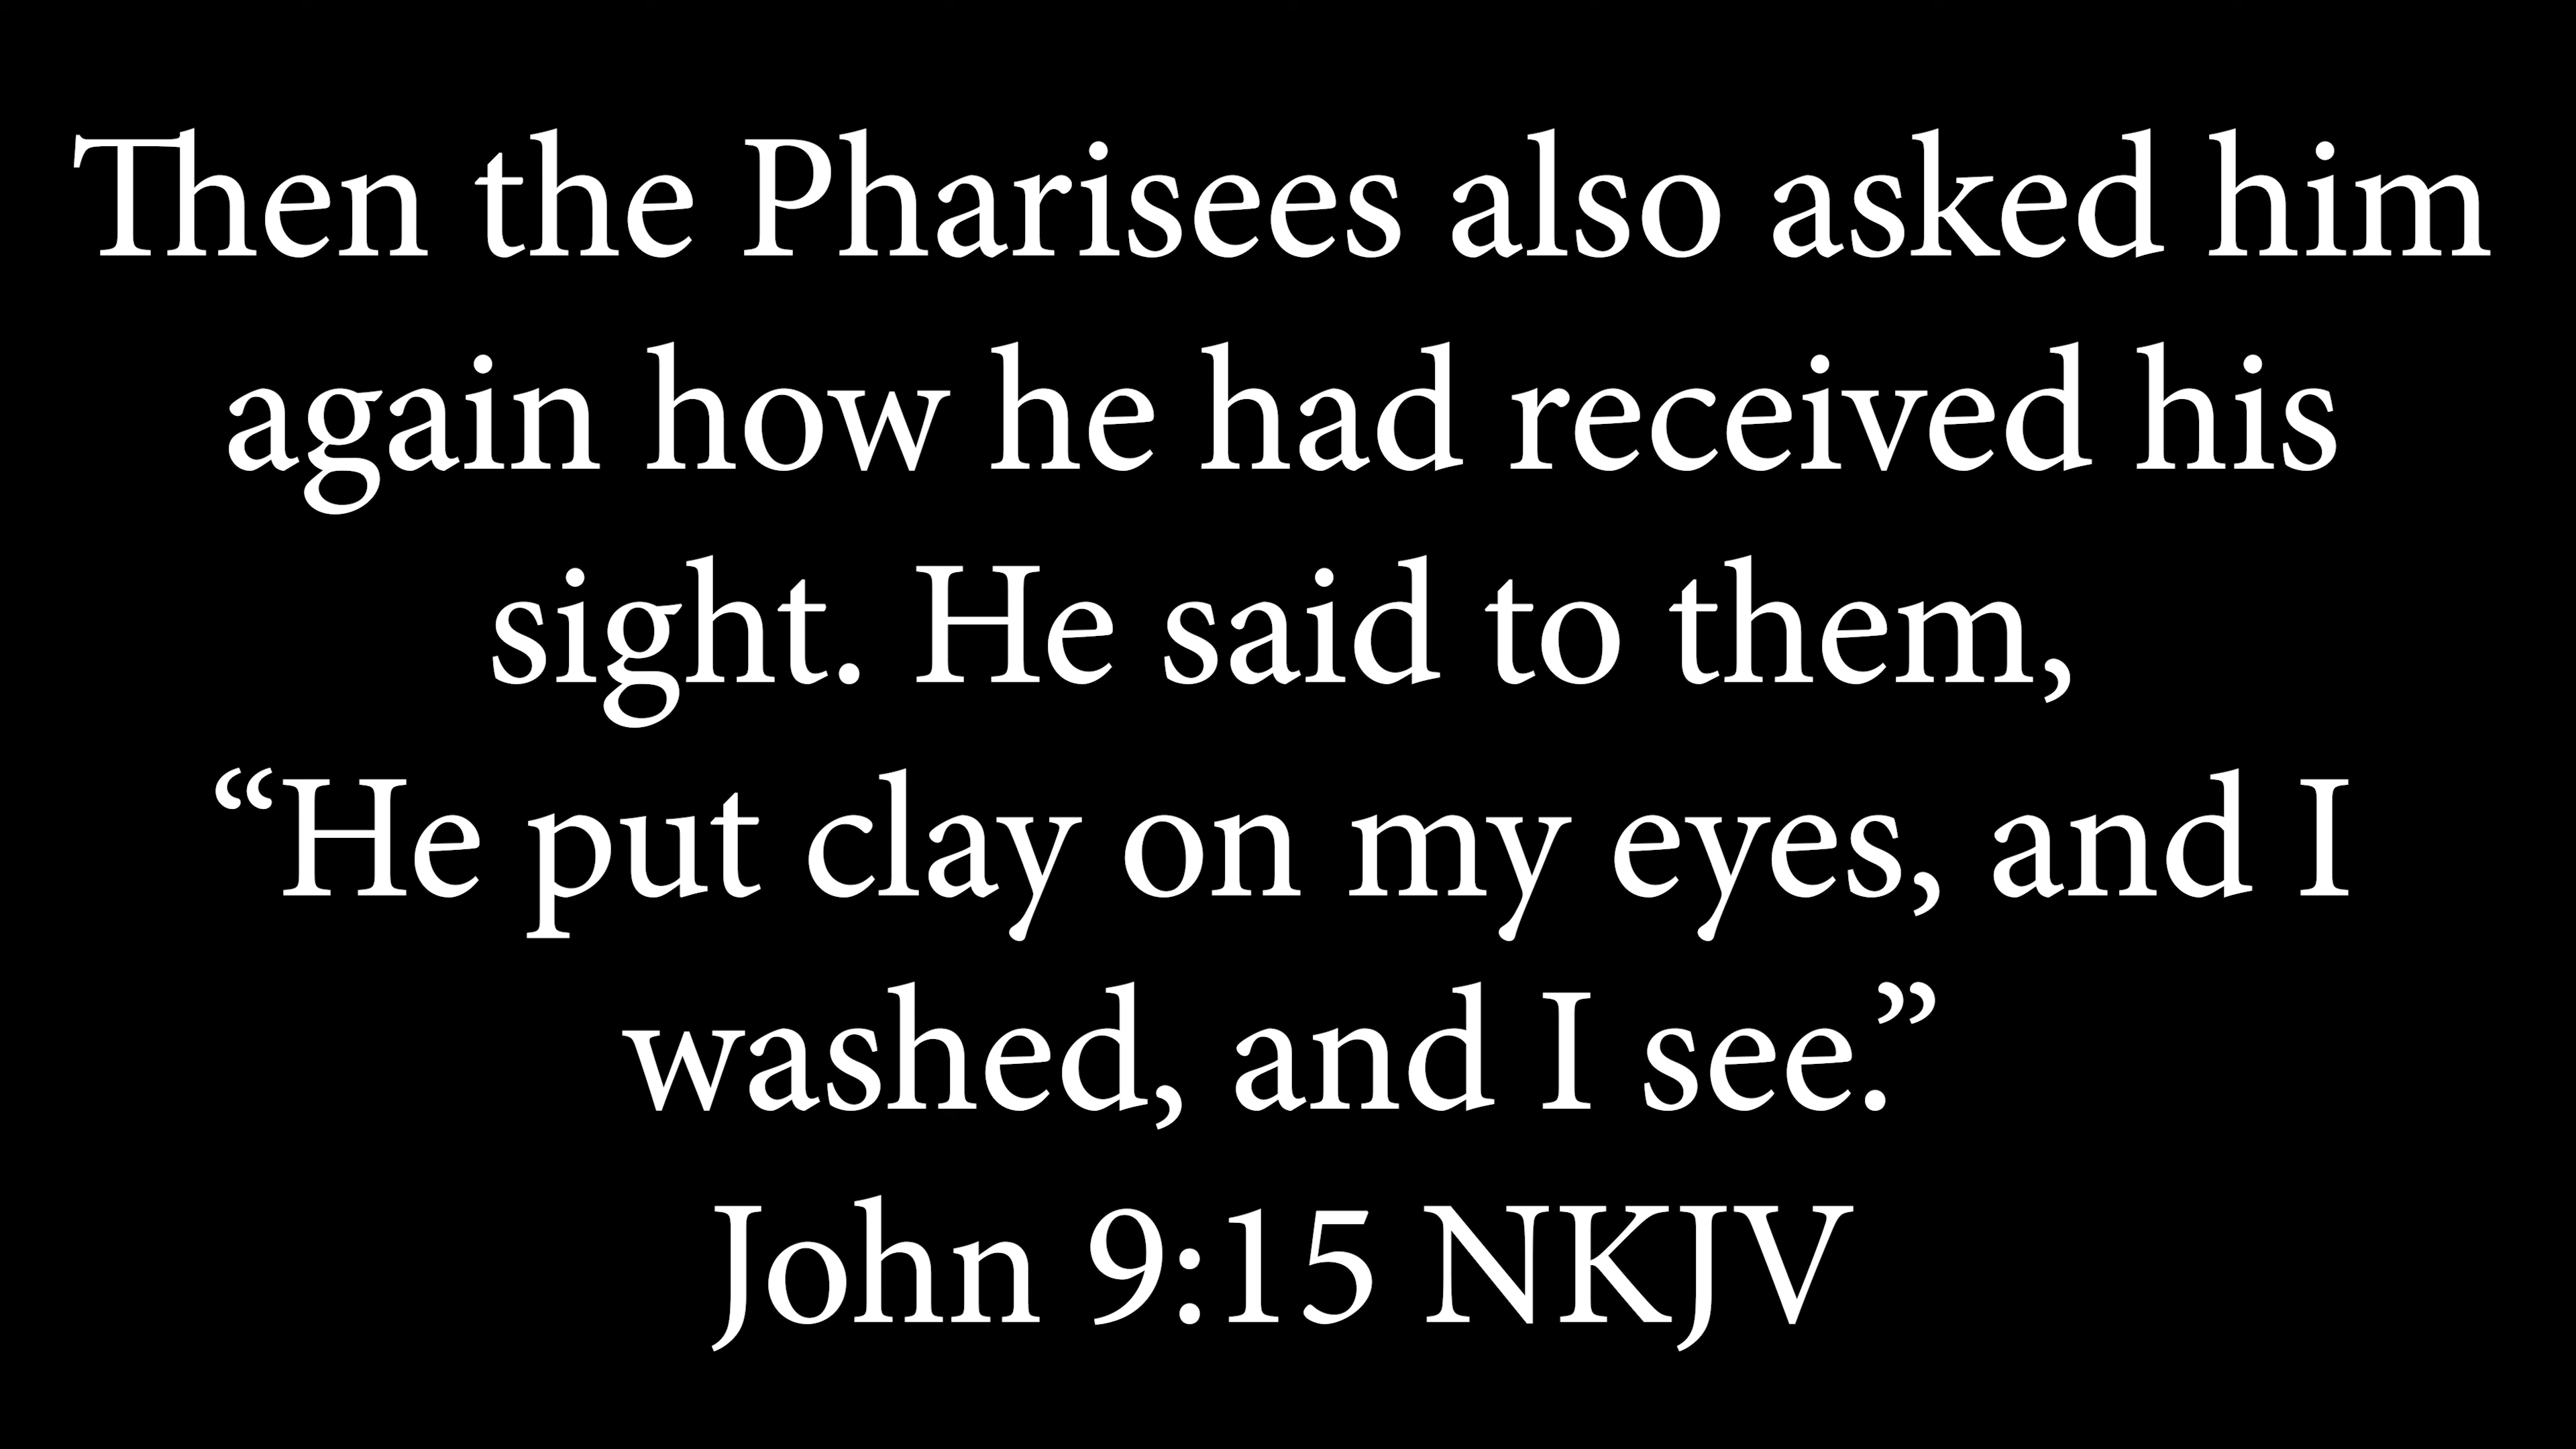 Then the Pharisees also asked him
again how he had received his
sight. He said to them,
“He put clay on my eyes, and I
washed, and I see.”
John 9:15 NKJV